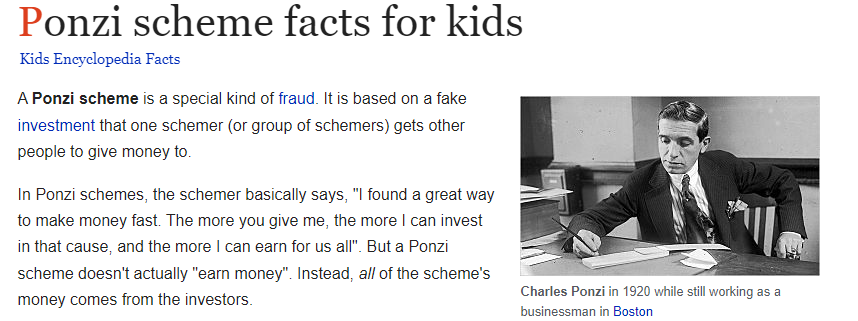 Ponzi scheme facts for kids
Kids Encyclopedia Facts
A Ponzi scheme is a special kind of fraud. It is based on a fake
investment that one schemer (or group of schemers) gets other
people to give money to.
In Ponzi schemes, the schemer basically says, "I found a great way
to make money fast. The more you give me, the more I can invest
in that cause, and the more I can earn for us all". But a Ponzi
scheme doesn't actually "earn money". Instead, all of the scheme's
money comes from the investors.
Charles Ponzi in 1920 while still working as a
businessman in Boston